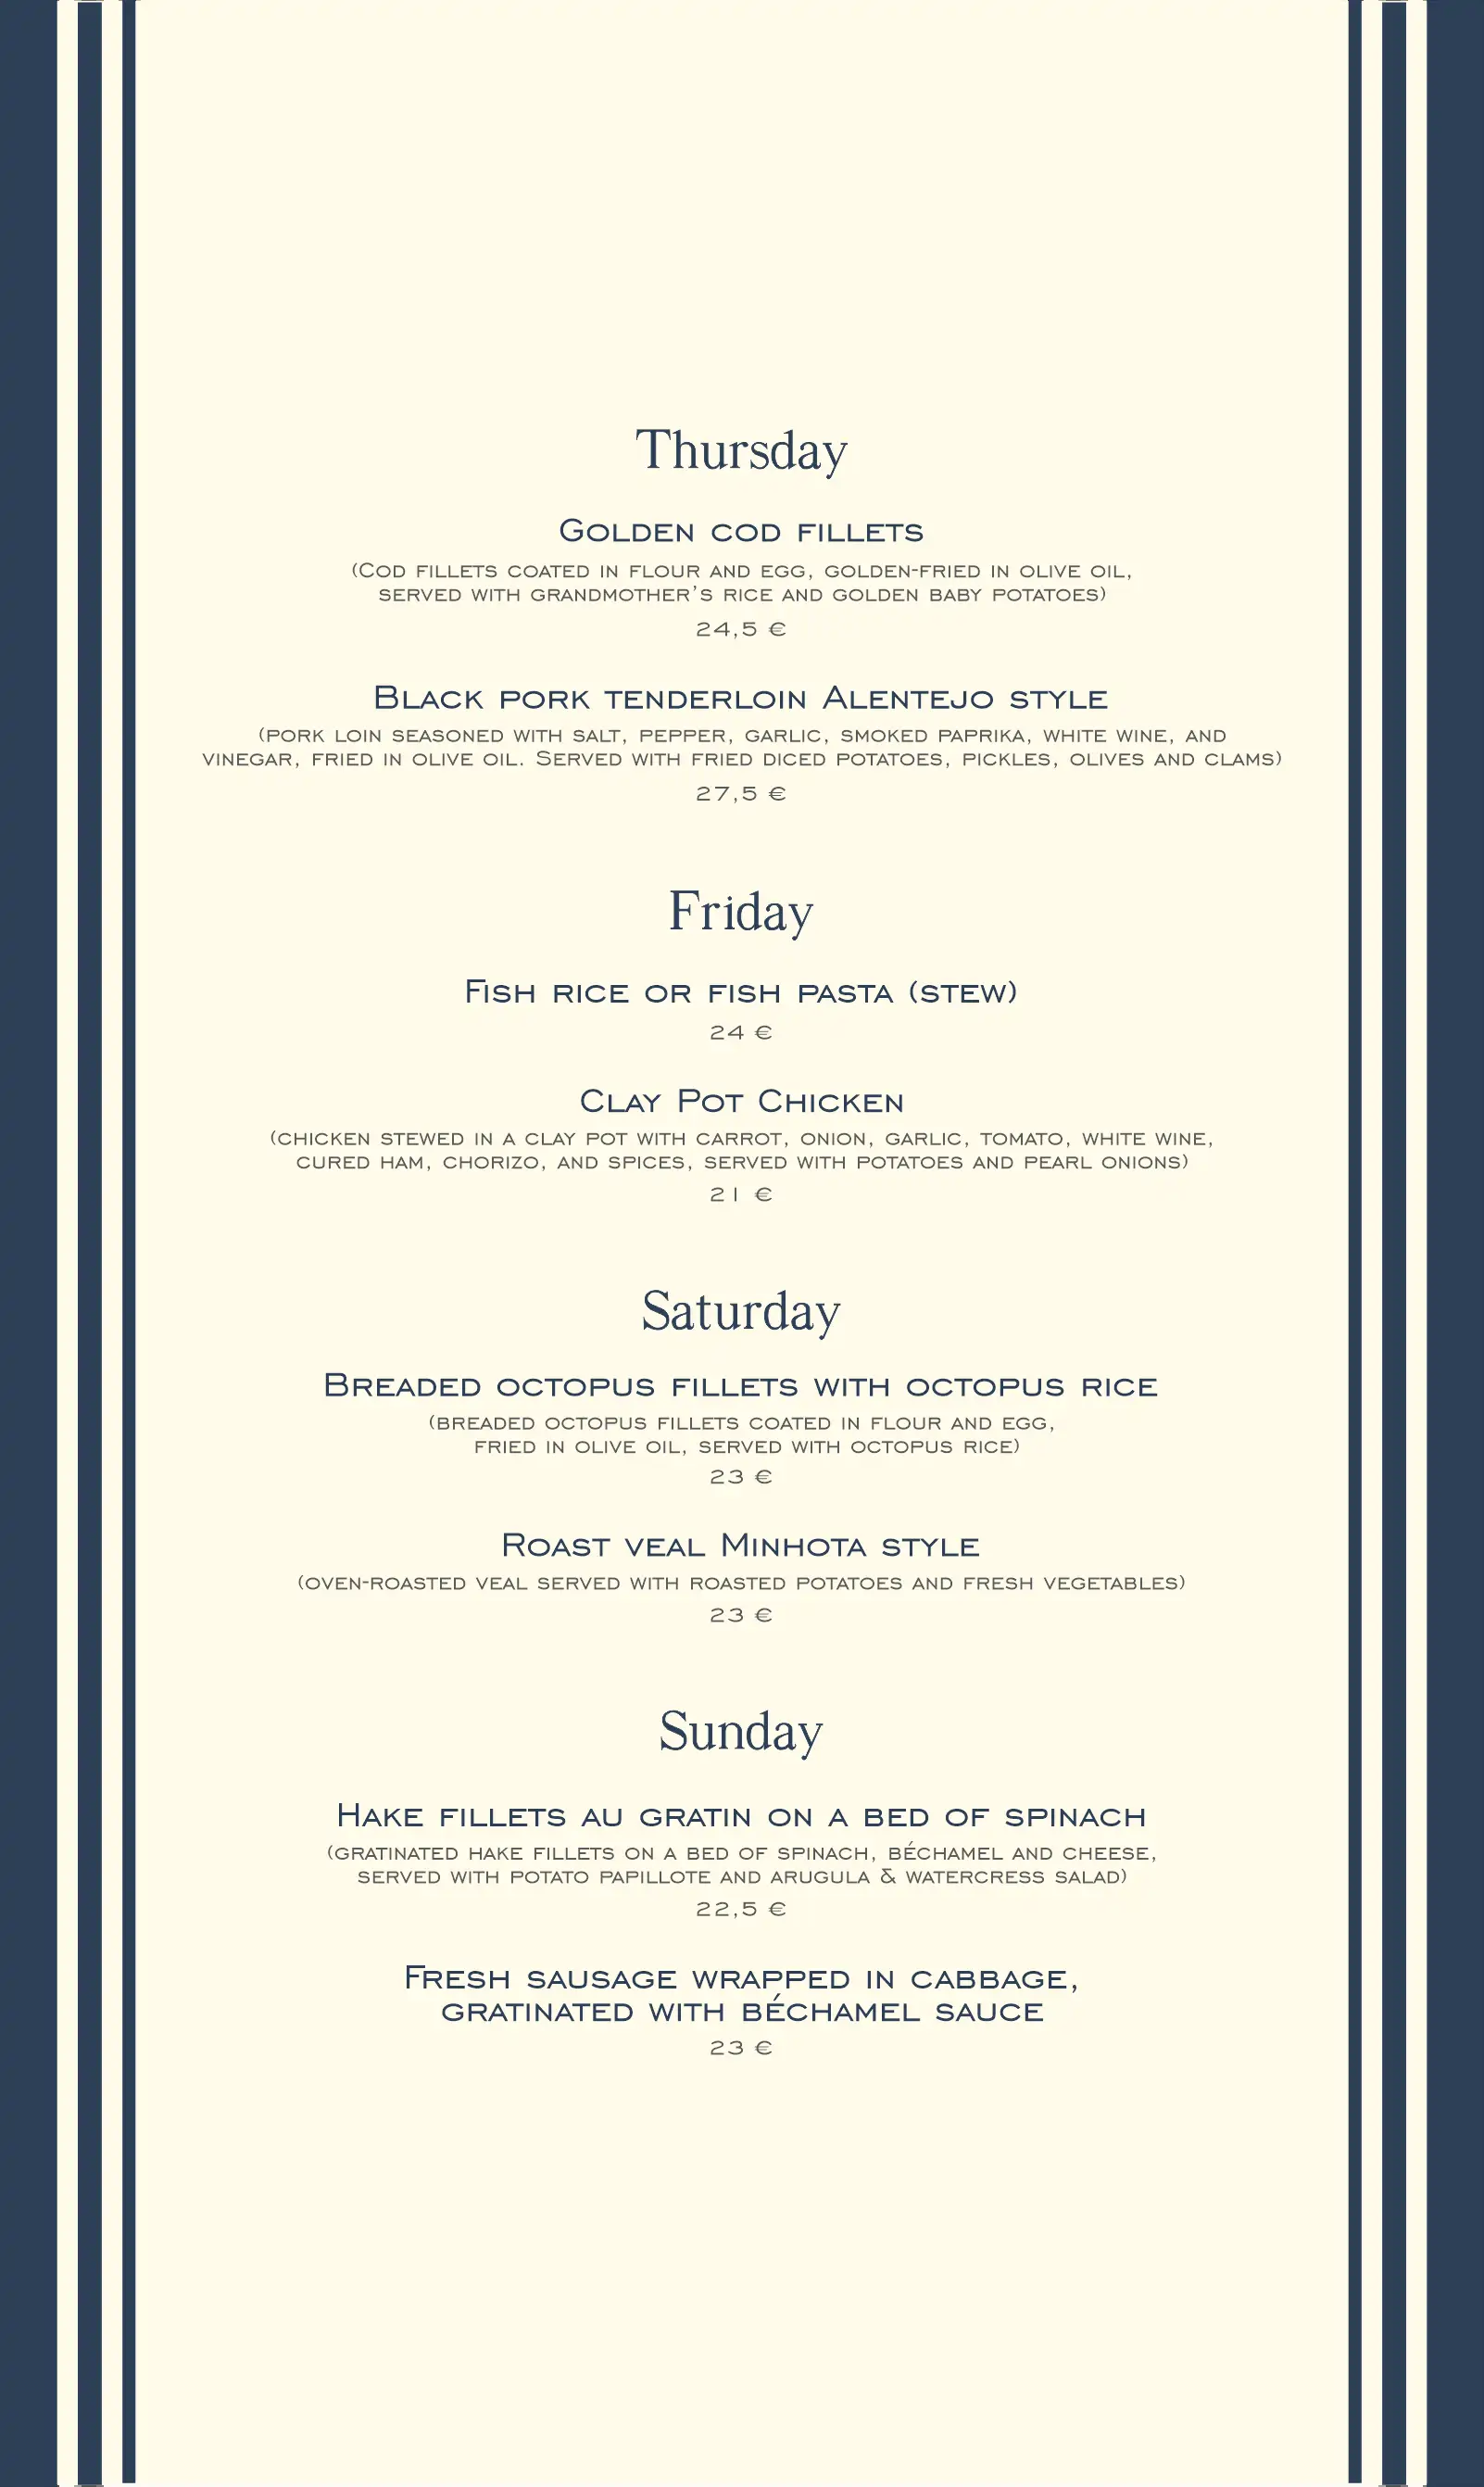 Thursday
Golden cod fillets
(Cod fillets coated in flour and egg, golden-fried in olive oil,
served with grandmother's rice and golden baby potatoes)
24,5 €
Black pork tenderloin Alentejo style
(pork loin seasoned with salt, pepper, garlic, smoked paprika, white wine, and
vinegar, fried in olive oil. Served with fried diced potatoes, pickles, olives and clams)
27,5 €
Friday
Fish rice or fish pasta (stew)
24 €
Clay Pot Chicken
(chicken stewed in a clay pot with carrot, onion, garlic, tomato, white wine,
cured ham, chorizo, and spices, served with potatoes and pearl onions)
21 €
Saturday
Breaded octopus fillets with octopus rice
(breaded octopus fillets coated in flour and egg,
fried in olive oil, served with octopus rice)
23 €
Roast veal Minhota style
(oven-roasted veal served with roasted potatoes and fresh vegetables)
23 €
Sunday
Hake fillets au gratin on a bed of spinach
(gratinated hake fillets on a bed of spinach, béchamel and cheese,
served with potato papillote and arugula & watercress salad)
22,5 €
Fresh sausage wrapped in cabbage,
gratinated with béchamel sauce
23 €